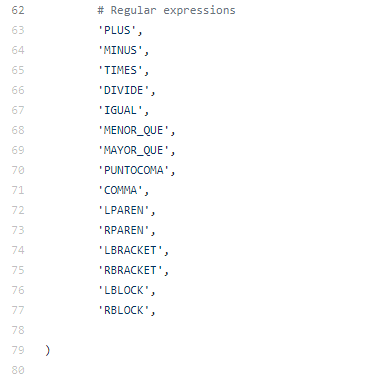 62 # Regular expressions
63 'PLUS',
64 'MINUS',
65 'TIMES',
66 'DIVIDE',
67 'IGUAL',
68 'MENOR_QUE',
69 'MAYOR_QUE',
70 'PUNTOCOMA',
71 'COMMA',
72 'LPAREN',
73 'RPAREN',
74 'LBRACKET',
75 'RBRACKET',
76 'LBLOCK',
77 'RBLOCK',
78
79 )
80